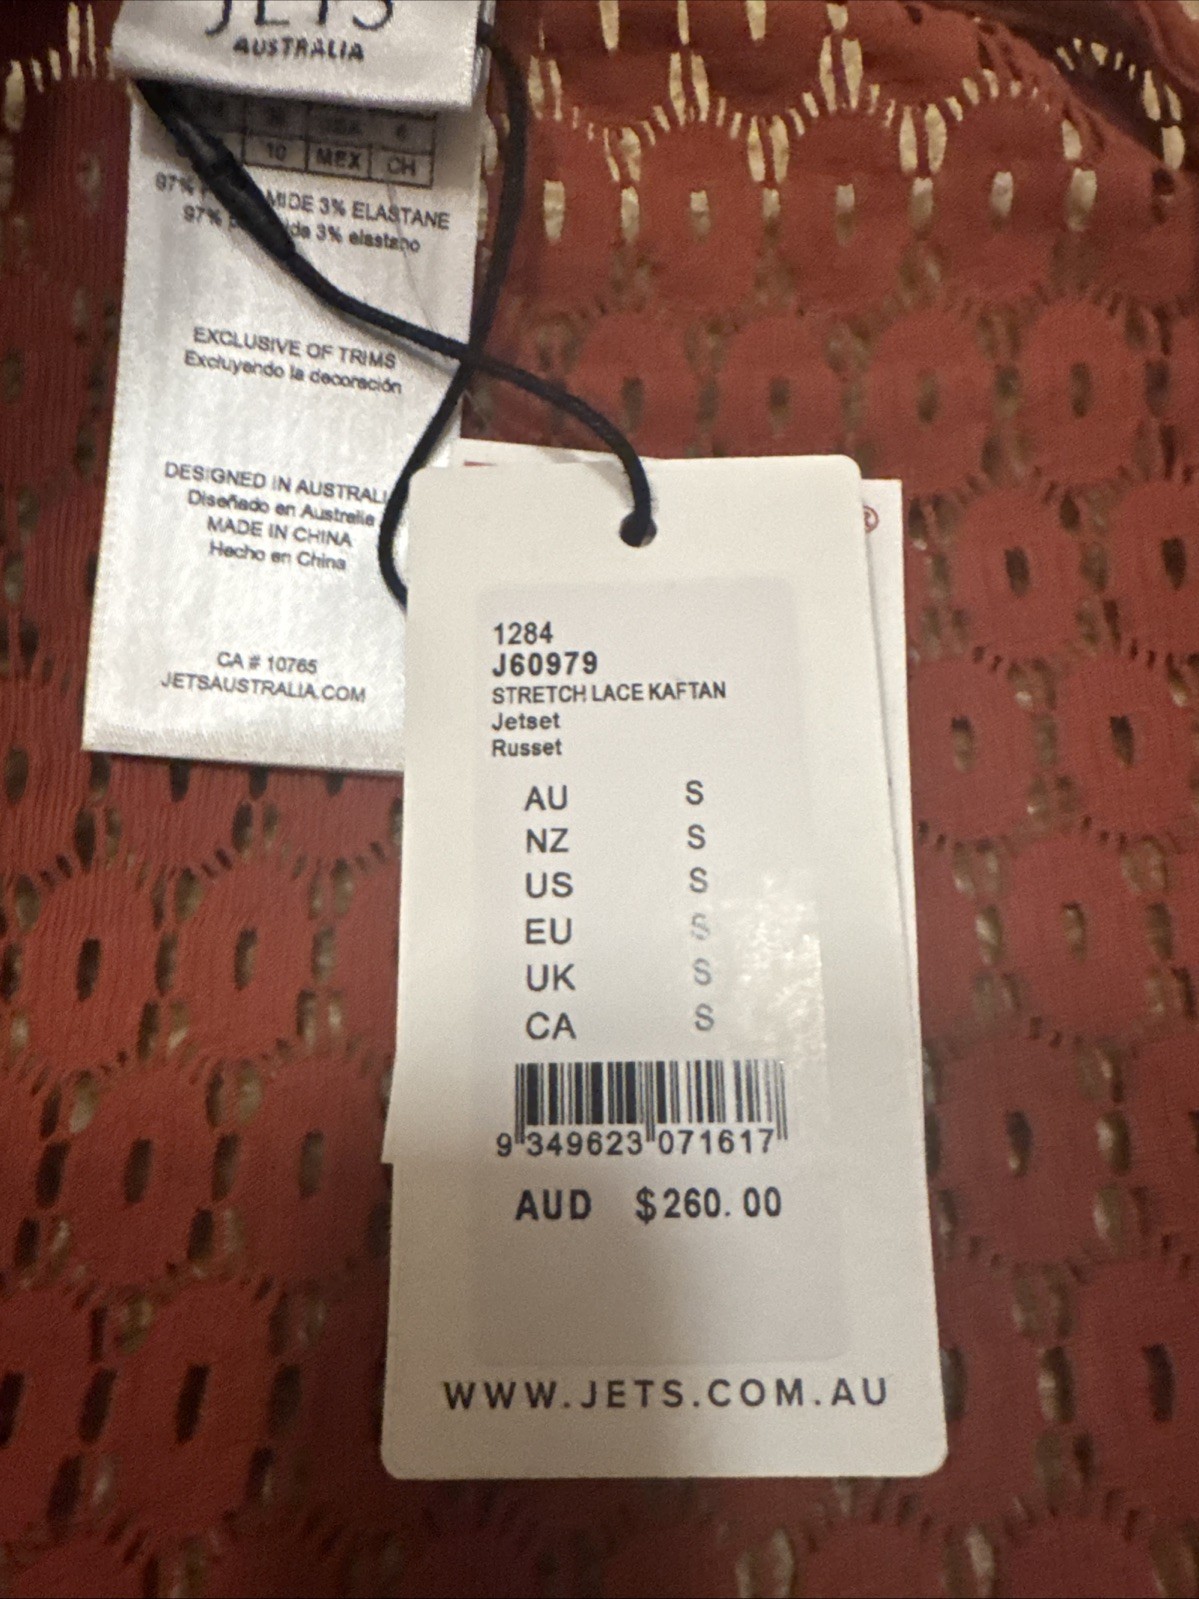 JETS
AUSTRALIA
10 MEX CH
97% MIDE 3% ELASTANE
97% 3% elastano
EXCLUSIVE OF TRIMS
Excluyendo la decoración
DESIGNED IN AUSTRALI
Diseñado en Australia
MADE IN CHINA
Hecho en China
CA # 10765
JETSAUSTRALIA.COM
®
1284
J60979
STRETCH LACE KAFTAN
Jetset
Russet
AU S
NZ S
US S
EU S
UK S
CA S
9 349623 071617
AUD $260.00
WWW.JETS.COM.AU